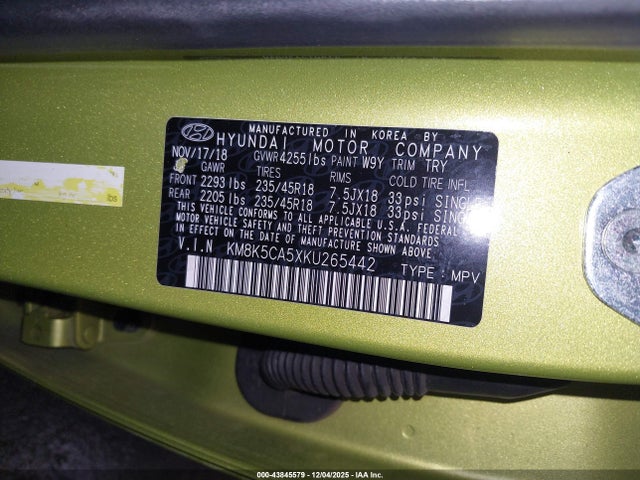 MANUFACTURED IN KOREA BY
HYUNDAI MOTOR COMPANY
NOV/17/18 GVWR 4255 lbs PAINT W9Y TRIM TRY
GAWR TIRES RIMS COLD TIRE INFL.
FRONT 2293 lbs 235/45R18 7.5JX18 33psi SINGLE
REAR 2205 lbs 235/45R18 7.5JX18 33psi SINGLE
THIS VEHICLE CONFORMS TO ALL APPLICABLE U.S.A. FEDERAL
MOTOR VEHICLE SAFETY AND THEFT PREVENTION STANDARDS
IN EFFECT ON THE DATE OF MANUFACTURE SHOWN ABOVE.
V.I.N KM8K5CA5XKU265442 TYPE: MPV
lbs
000-43845579 - 12/04/2025 - IAA Inc.